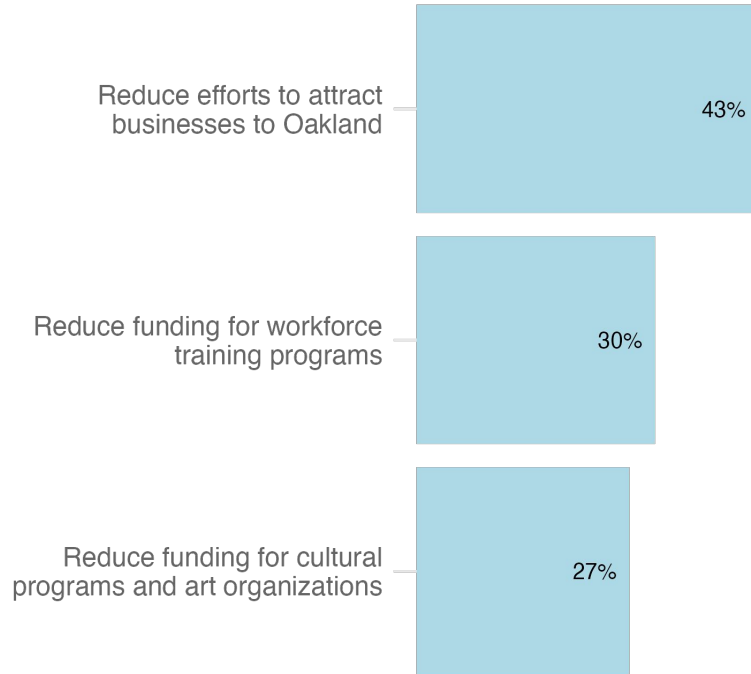 Reduce efforts to attract
businesses to Oakland
43%
Reduce funding for workforce
training programs
30%
Reduce funding for cultural
programs and art organizations
27%